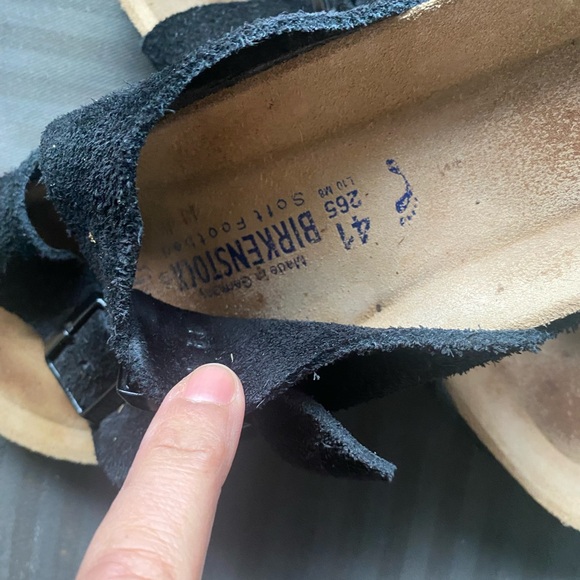 41
265
L10 M8
Soft Footbed
BIRKENSTOCK
Made in Germany